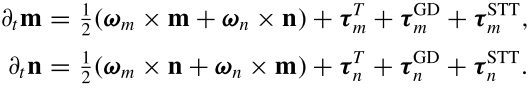 ∂ₜ𝐦 = ½(𝝎ₘ × 𝐦 + 𝝎ₙ × 𝐧) + 𝝉ₘᵀ + 𝝉ₘᴳᴰ + 𝝉ₘˢᵀᵀ,
∂ₜ𝐧 = ½(𝝎ₘ × 𝐧 + 𝝎ₙ × 𝐦) + 𝝉ₙᵀ + 𝝉ₙᴳᴰ + 𝝉ₙˢᵀᵀ.